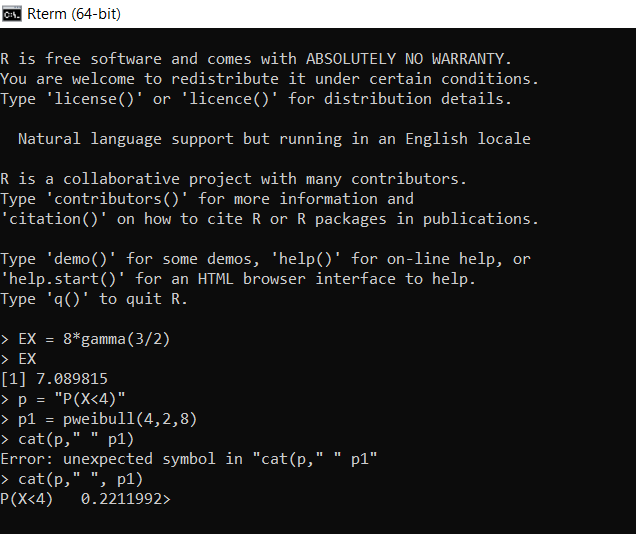 Rterm (64-bit)
R is free software and comes with ABSOLUTELY NO WARRANTY.
You are welcome to redistribute it under certain conditions.
Type 'license()' or 'licence()' for distribution details.
  Natural language support but running in an English locale
R is a collaborative project with many contributors.
Type 'contributors()' for more information and
'citation()' on how to cite R or R packages in publications.
Type 'demo()' for some demos, 'help()' for on-line help, or
'help.start()' for an HTML browser interface to help.
Type 'q()' to quit R.
> EX = 8*gamma(3/2)
> EX
[1] 7.089815
> p = "P(X<4)"
> p1 = pweibull(4,2,8)
> cat(p," " p1)
Error: unexpected symbol in "cat(p," " p1"
> cat(p," ", p1)
P(X<4)   0.2211992>